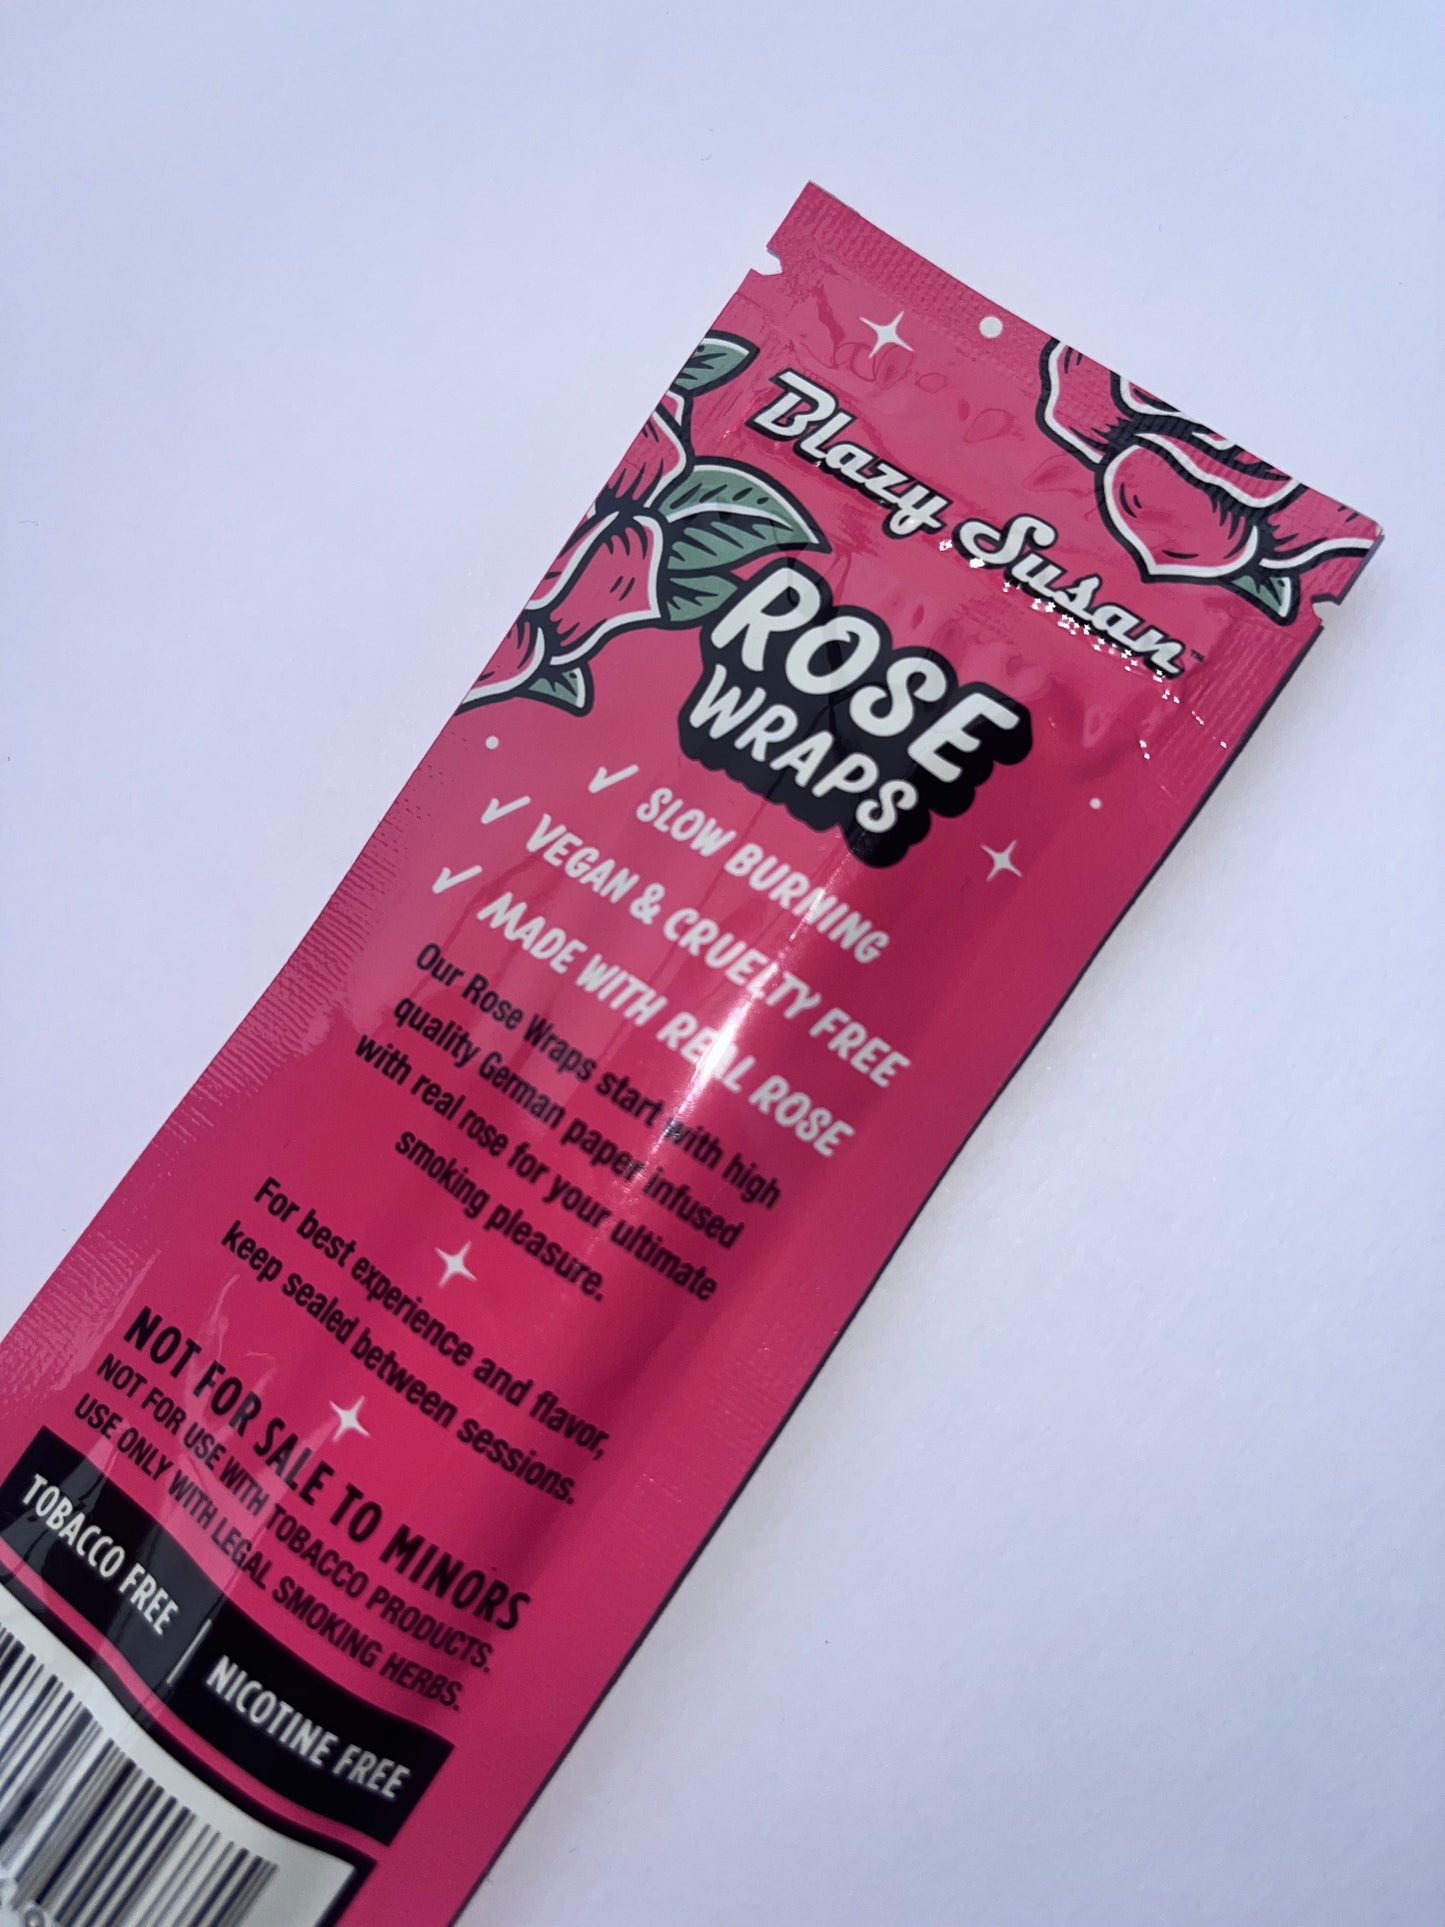 Blazy Susan™
ROSE
WRAPS
✓ SLOW BURNING
✓ VEGAN & CRUELTY FREE
✓ MADE WITH REAL ROSE
Our Rose Wraps start with high
quality German paper infused
with real rose for your ultimate
smoking pleasure.
For best experience and flavor,
keep sealed between sessions.
NOT FOR SALE TO MINORS
NOT FOR USE WITH TOBACCO PRODUCTS.
USE ONLY WITH LEGAL SMOKING HERBS.
TOBACCO FREE | NICOTINE FREE